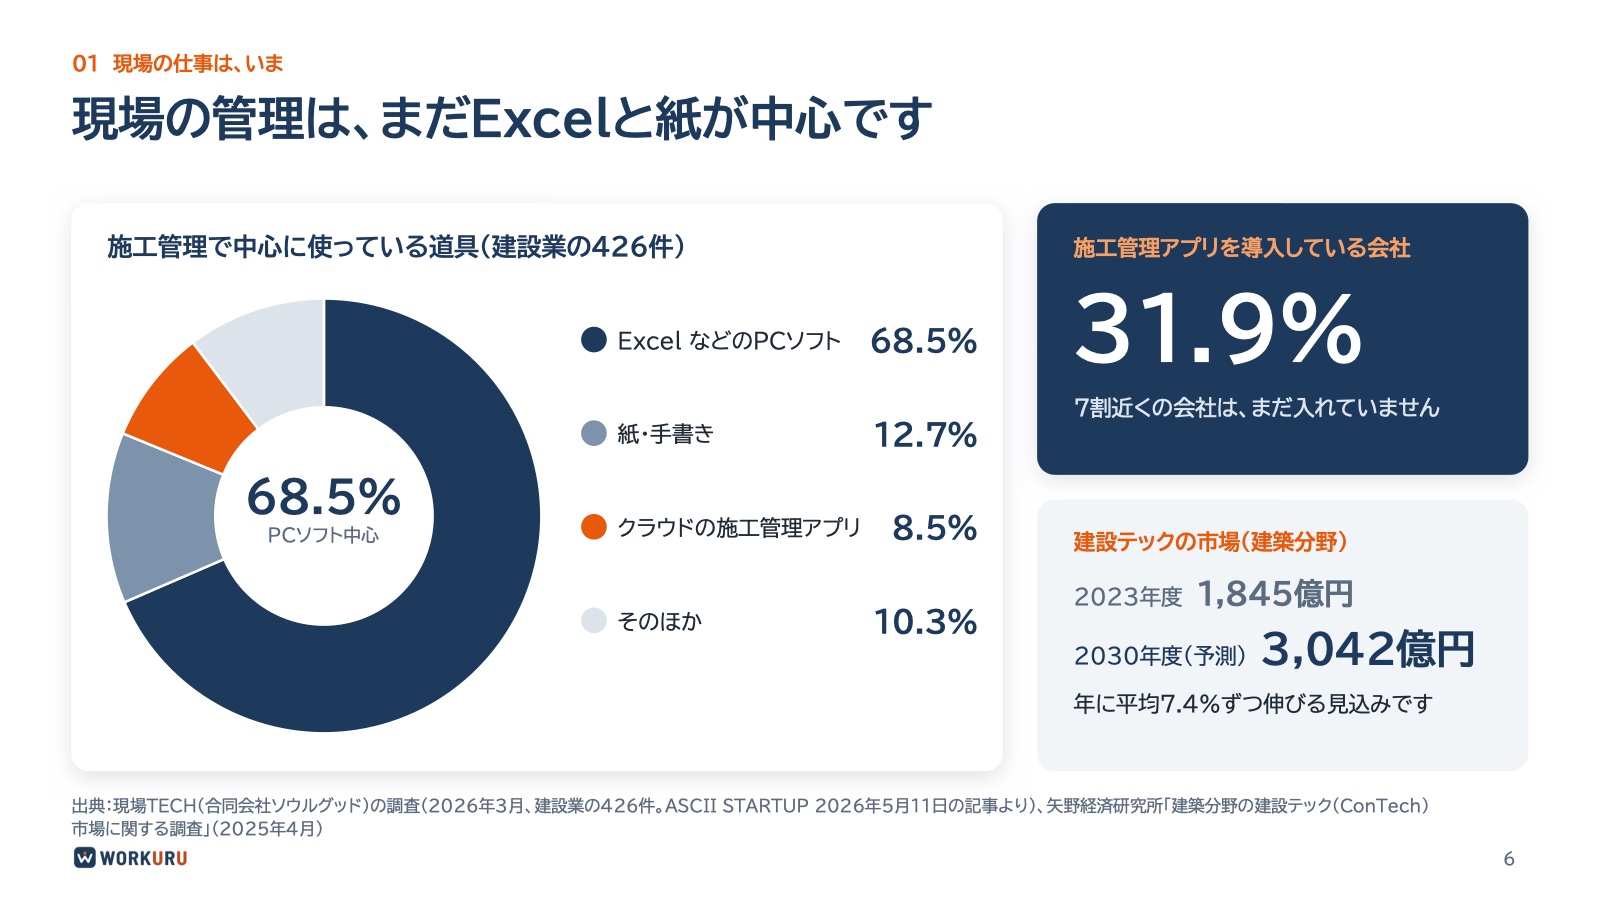 01 現場の仕事は、いま
現場の管理は、まだExcelと紙が中心です
施工管理で中心に使っている道具(建設業の426件)
68.5%
PCソフト中心
Excel などのPCソフト 68.5%
紙・手書き 12.7%
クラウドの施工管理アプリ 8.5%
そのほか 10.3%
施工管理アプリを導入している会社
31.9%
7割近くの会社は、まだ入れていません
建設テックの市場(建築分野)
2023年度 1,845億円
2030年度(予測) 3,042億円
年に平均7.4%ずつ伸びる見込みです
出典:現場TECH(合同会社ソウルグッド)の調査(2026年3月、建設業の426件。ASCII STARTUP 2026年5月11日の記事より)、矢野経済研究所「建築分野の建設テック(ConTech)
市場に関する調査」(2025年4月)
WORKURU
6